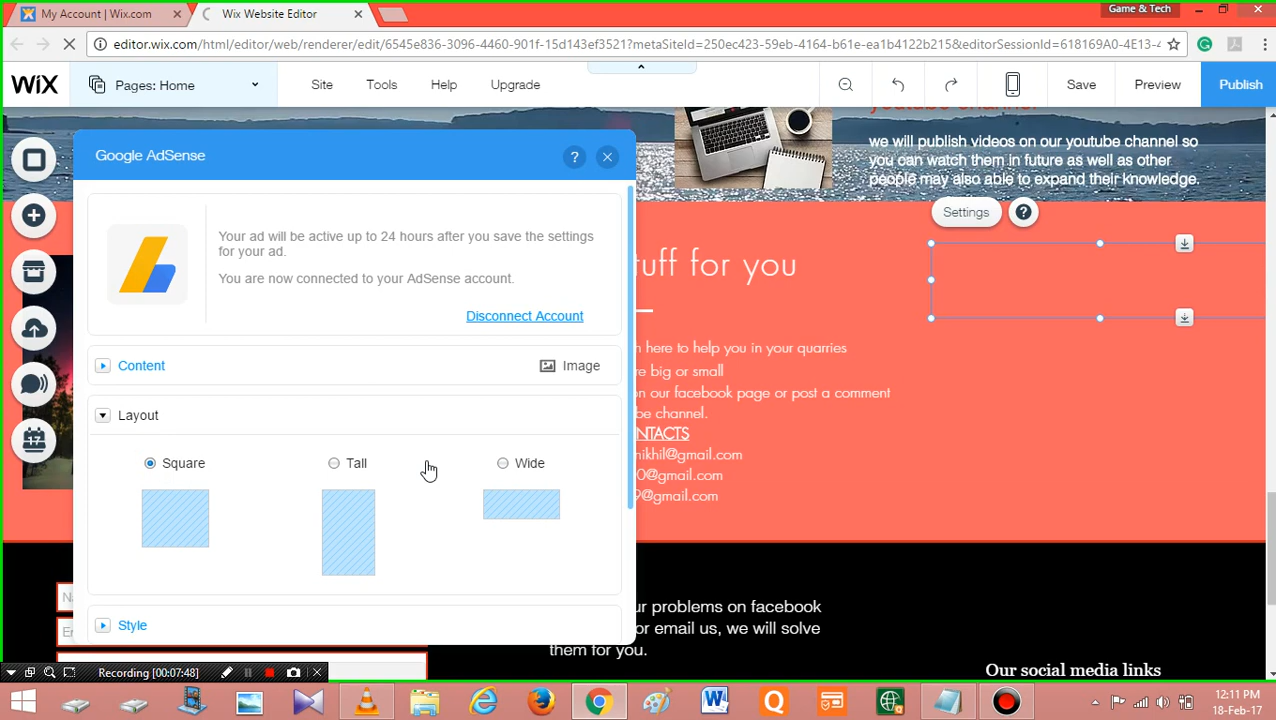 Game & Tech
My Account | Wix.com
Wix Website Editor
editor.wix.com/html/editor/web/renderer/edit/6545e836-3096-4460-901f-15d143ef3521?metaSiteId=250ec423-59eb-4164-b61e-ea1b4122b215&editorSessionId=618169A0-4E13-4
WiX
Pages: Home
Site
Tools
Help
Upgrade
Save
Preview
Publish
youtube channel
we will publish videos on our youtube channel so
you can watch them in future as well as other
people may also able to expand their knowledge.
Google AdSense
?
Settings
?
Your ad will be active up to 24 hours after you save the settings
for your ad.
You are now connected to your AdSense account.
Disconnect Account
tuff for you
Content
Image
Layout
Square
Tall
Wide
Style
17
here to help you in your quarries
re big or small
on our facebook page or post a comment
be channel.
NTACTS
nikhil@gmail.com
0@gmail.com
9@gmail.com
ur problems on facebook
or email us, we will solve
them for you.
Our social media links
Recording [00:07:48]
12:11 PM
18-Feb-17